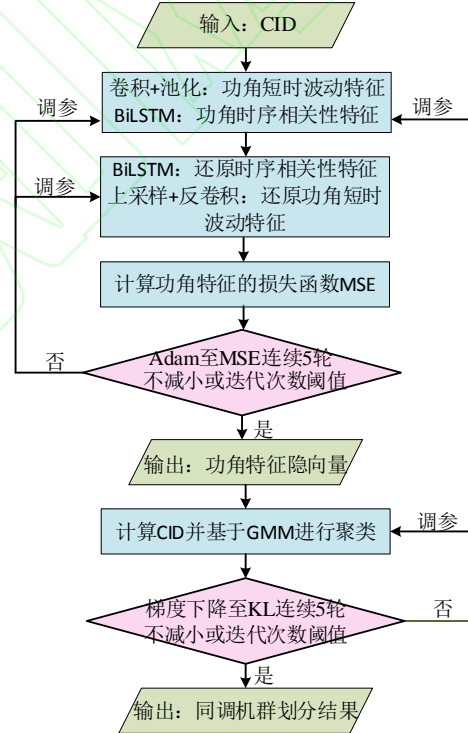 输入：CID
卷积+池化：功角短时波动特征
BiLSTM：功角时序相关性特征
调参
调参
BiLSTM：还原时序相关性特征
上采样+反卷积：还原功角短时
波动特征
调参
计算功角特征的损失函数MSE
Adam至MSE连续5轮
不减小或迭代次数阈值
否
是
输出：功角特征隐向量
计算CID并基于GMM进行聚类
调参
梯度下降至KL连续5轮
不减小或迭代次数阈值
否
是
输出：同调机群划分结果